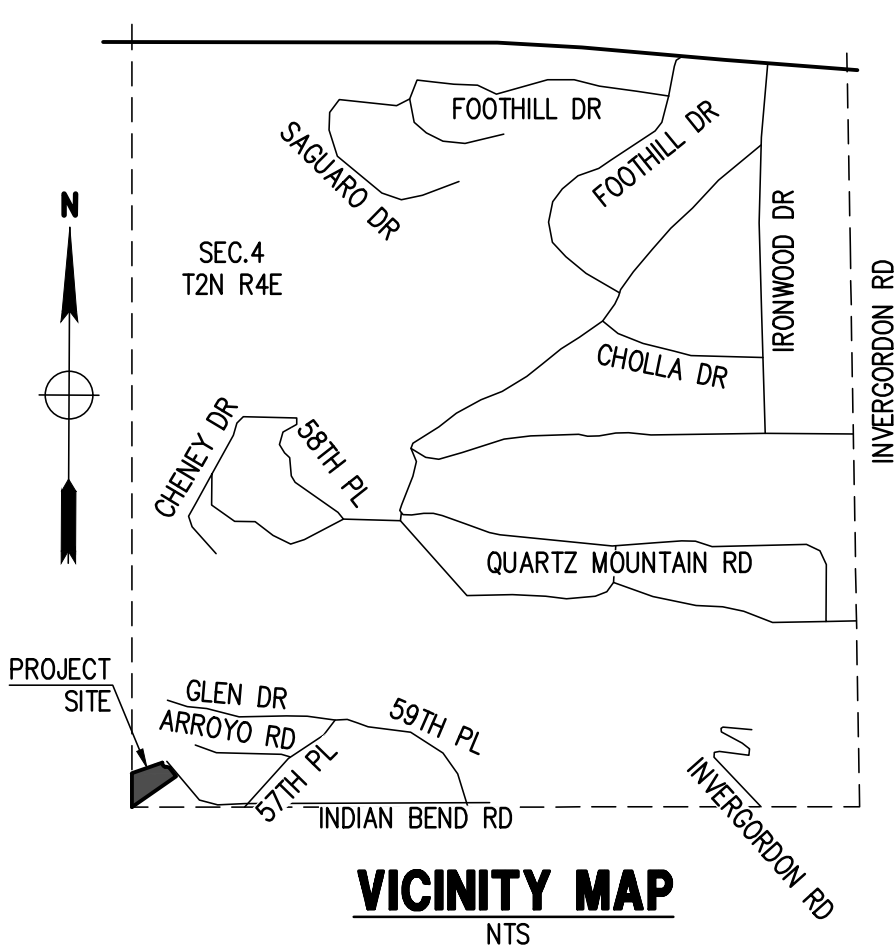 FOOTHILL DR
SAGUARO DR
FOOTHILL DR
N
SEC.4
T2N R4E
IRONWOOD DR
INVERGORDON RD
CHOLLA DR
CHENEY DR
58TH PL
QUARTZ MOUNTAIN RD
PROJECT
SITE
GLEN DR
ARROYO RD
59TH PL
57TH PL
INDIAN BEND RD
INVERGORDON RD
VICINITY MAP
NTS